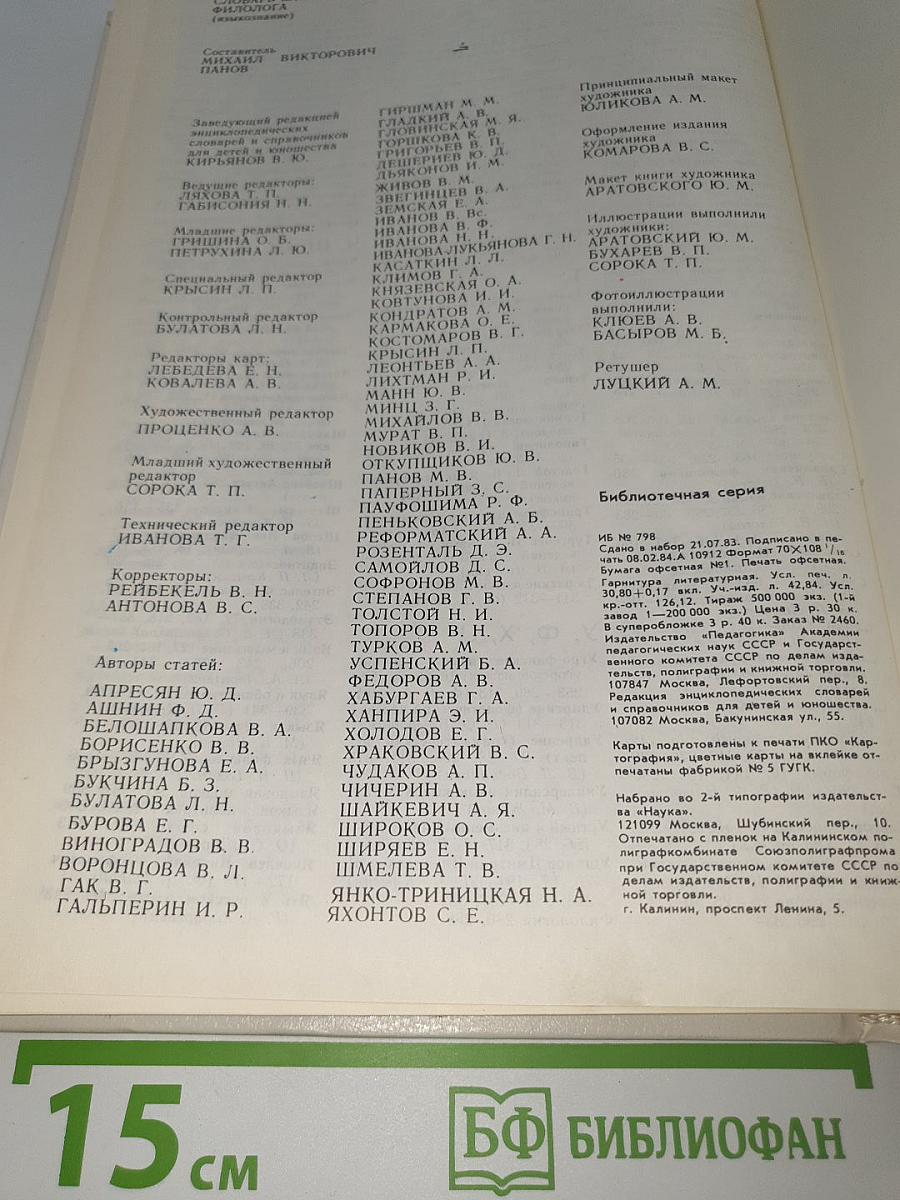 ФИЛОЛОГА
(языкознание)
Составитель
МИХАИЛ ВИКТОРОВИЧ
ПАНОВ
Заведующий редакцией
энциклопедических
словарей и справочников
для детей и юношества
КИРЬЯНОВ В. Ю.
Ведущие редакторы:
ЛЯХОВА Т. П.
ГАБИСОНИЯ Н. Н.
Младшие редакторы:
ГРИШИНА О. Б.
ПЕТРУХИНА Л. Ю.
Специальный редактор
КРЫСИН Л. П.
Контрольный редактор
БУЛАТОВА Л. Н.
Редакторы карт:
ЛЕБЕДЕВА Е. Н.
КОВАЛЕВА А. В.
Художественный редактор
ПРОЦЕНКО А. В.
Младший художественный
редактор
СОРОКА Т. П.
Технический редактор
ИВАНОВА Т. Г.
Корректоры:
РЕЙБЕКЕЛЬ В. Н.
АНТОНОВА В. С.
Авторы статей:
АПРЕСЯН Ю. Д.
АШНИН Ф. Д.
БЕЛОШАПКОВА В. А.
БОРИСЕНКО В. В.
БРЫЗГУНОВА Е. А.
БУКЧИНА Б. З.
БУЛАТОВА Л. Н.
БУРОВА Е. Г.
ВИНОГРАДОВ В. В.
ВОРОНЦОВА В. Л.
ГАК В. Г.
ГАЛЬПЕРИН И. Р.
ГИРШМАН М. М.
ГЛАДКИЙ А. В.
ГЛОВИНСКАЯ М. Я.
ГОРШКОВА К. В.
ГРИГОРЬЕВ В. П.
ДЕШЕРИЕВ Ю. Д.
ДЬЯКОНОВ И. М.
ЖИВОВ В. М.
ЗВЕГИНЦЕВ В. А.
ЗЕМСКАЯ Е. А.
ИВАНОВ В. Вс.
ИВАНОВА В. Ф.
ИВАНОВА Н. Н.
ИВАНОВА-ЛУКЬЯНОВА Г. Н.
КАСАТКИН Л. Л.
КЛИМОВ Г. А.
КНЯЗЕВСКАЯ О. А.
КОВТУНОВА И. И.
КОНДРАТОВ А. М.
КАРМАКОВА О. Е.
КОСТОМАРОВ В. Г.
КРЫСИН Л. П.
ЛЕОНТЬЕВ А. А.
ЛИХТМАН Р. И.
МАНН Ю. В.
МИНЦ З. Г.
МИХАЙЛОВ В. В.
МУРАТ В. П.
НОВИКОВ В. И.
ОТКУПЩИКОВ Ю. В.
ПАНОВ М. В.
ПАПЕРНЫЙ З. С.
ПАУФОШИМА Р. Ф.
ПЕНЬКОВСКИЙ А. Б.
РЕФОРМАТСКИЙ А. А.
РОЗЕНТАЛЬ Д. Э.
САМОЙЛОВ Д. С.
СОФРОНОВ М. В.
СТЕПАНОВ Г. В.
ТОЛСТОЙ Н. И.
ТОПОРОВ В. Н.
ТУРКОВ А. М.
УСПЕНСКИЙ Б. А.
ФЕДОРОВ А. В.
ХАБУРГАЕВ Г. А.
ХАНПИРА Э. И.
ХОЛОДОВ Е. Г.
ХРАКОВСКИЙ В. С.
ЧУДАКОВ А. П.
ЧИЧЕРИН А. В.
ШАЙКЕВИЧ А. Я.
ШИРОКОВ О. С.
ШИРЯЕВ Е. Н.
ШМЕЛЕВА Т. В.
ЯНКО-ТРИНИЦКАЯ Н. А.
ЯХОНТОВ С. Е.
Принципиальный макет
художника
ЮЛИКОВА А. М.
Оформление издания
художника
КОМАРОВА В. С.
Макет книги художника
АРАТОВСКОГО Ю. М.
Иллюстрации выполнили
художники:
АРАТОВСКИЙ Ю. М.
БУХАРЕВ В. П.
СОРОКА Т. П.
Фотоиллюстрации
выполнили:
КЛЮЕВ А. В.
БАСЫРОВ М. Б.
Ретушер
ЛУЦКИЙ А. М.
Библиотечная серия
ИБ № 798
Сдано в набор 21.07.83. Подписано в пе-
чать 08.02.84. А 10912 Формат 70×108 1/16
Бумага офсетная №1. Печать офсетная.
Гарнитура литературная. Усл. печ. л.
30,80+0,17 вкл. Уч.-изд. л. 42,84. Усл.
кр.-отт. 126,12. Тираж 500 000 экз. (1-й
завод 1—200 000 экз.) Цена 3 р. 30 к.
В суперобложке 3 р. 40 к. Заказ № 2460.
Издательство «Педагогика» Академии
педагогических наук СССР и Государст-
венного комитета СССР по делам изда-
тельств, полиграфии и книжной торговли.
107847 Москва, Лефортовский пер., 8.
Редакция энциклопедических словарей
и справочников для детей и юношества.
107082 Москва, Бакунинская ул., 55.
Карты подготовлены к печати ПКО «Кар-
тография», цветные карты на вклейке от-
печатаны фабрикой № 5 ГУГК.
Набрано во 2-й типографии издательст-
ва «Наука».
121099 Москва, Шубинский пер., 10.
Отпечатано с пленок на Калининском по-
лиграфкомбинате Союзполиграфпрома
при Государственном комитете СССР по
делам издательств, полиграфии и книж-
ной торговли.
г. Калинин, проспект Ленина, 5.
15 см
БФ БИБЛИОФАН